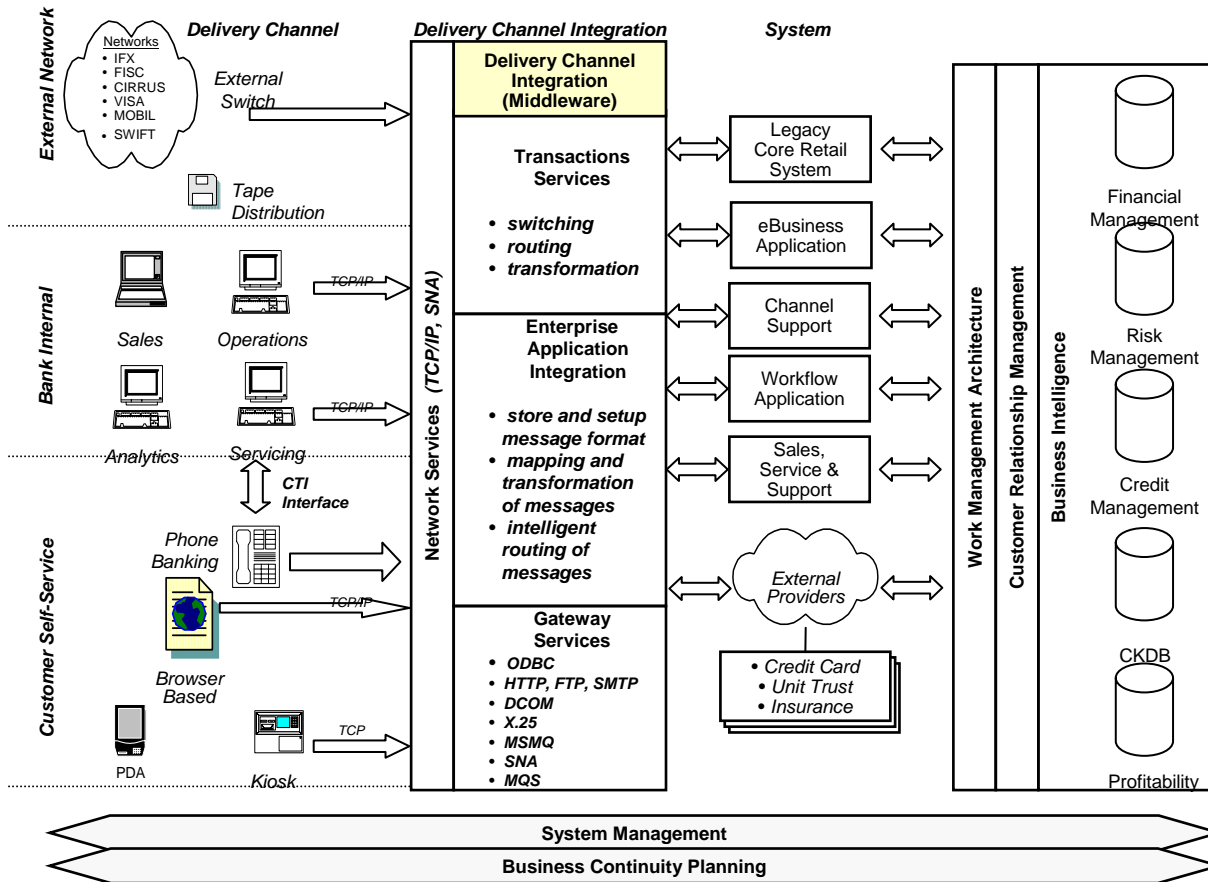 Delivery Channel
Delivery Channel Integration
System
External Network
Networks
• IFX
• FISC
• CIRRUS
• VISA
• MOBIL
• SWIFT
External
Switch
Tape
Distribution
Bank Internal
Sales
Operations
TCP/IP
Analytics
Servicing
TCP/IP
CTI
Interface
Customer Self-Service
Phone
Banking
TCP/IP
Browser
Based
PDA
Kiosk
TCP
Network Services (TCP/IP, SNA)
Delivery Channel
Integration
(Middleware)
Transactions
Services
• switching
• routing
• transformation
Enterprise
Application
Integration
• store and setup
message format
• mapping and
transformation
of messages
• intelligent
routing of
messages
Gateway
Services
• ODBC
• HTTP, FTP, SMTP
• DCOM
• X.25
• MSMQ
• SNA
• MQS
Legacy
Core Retail
System
eBusiness
Application
Channel
Support
Workflow
Application
Sales,
Service &
Support
External
Providers
• Credit Card
• Unit Trust
• Insurance
Work Management Architecture
Customer Relationship Management
Business Intelligence
Financial
Management
Risk
Management
Credit
Management
CKDB
Profitability
System Management
Business Continuity Planning